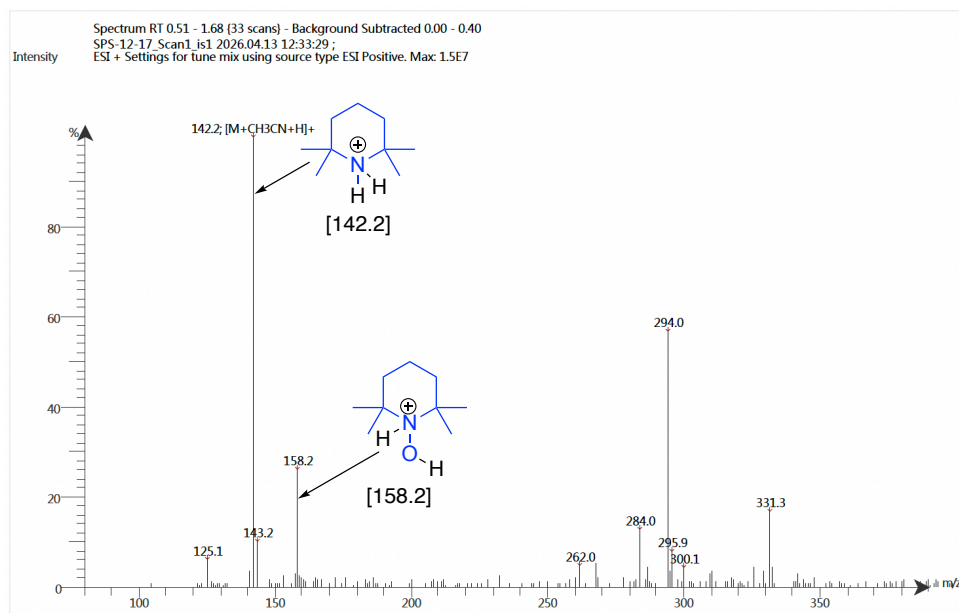 Spectrum RT 0.51 - 1.68 {33 scans} - Background Subtracted 0.00 - 0.40
SPS-12-17_Scan1_is1 2026.04.13 12:33:29 ;
Intensity
ESI + Settings for tune mix using source type ESI Positive. Max: 1.5E7
%
142.2; [M+CH3CN+H]+
N
H H
[142.2]
80
60
294.0
40
H N
O H
[158.2]
158.2
20
331.3
284.0
143.2
125.1
295.9
262.0
300.1
0
100
150
200
250
300
350
m/z